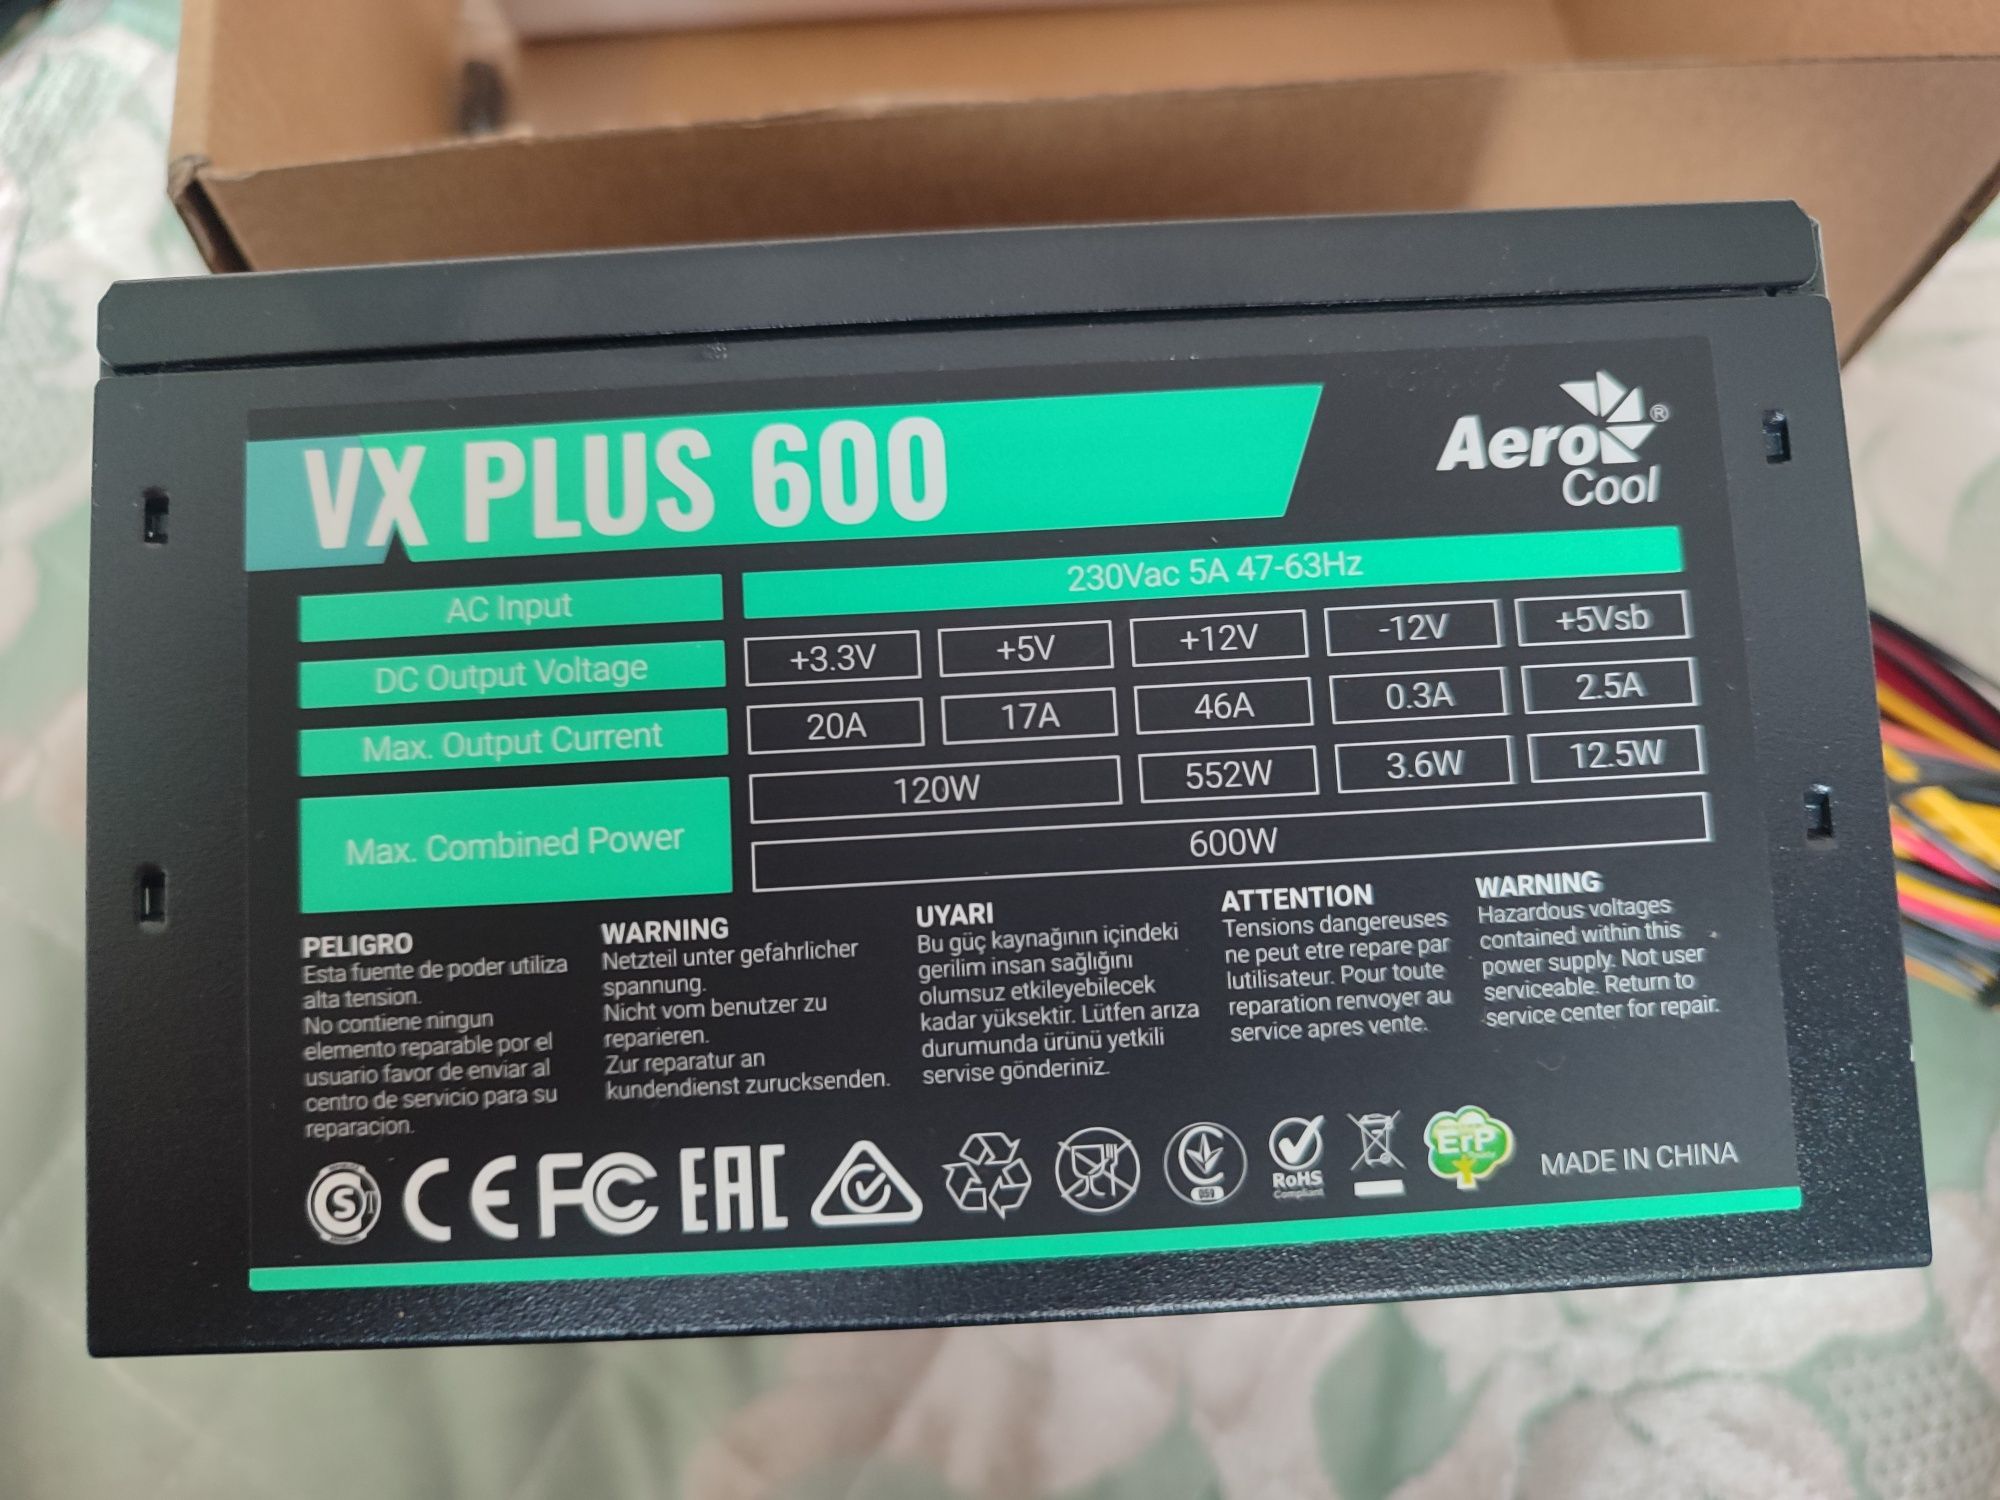 VX PLUS 600
Aero
Cool
®
AC Input
230Vac 5A 47-63Hz
DC Output Voltage
+3.3V
+5V
+12V
-12V
+5Vsb
Max. Output Current
20A
17A
46A
0.3A
2.5A
Max. Combined Power
120W
552W
3.6W
12.5W
600W
PELIGRO
Esta fuente de poder utiliza
alta tension.
No contiene ningun
elemento reparable por el
usuario favor de enviar al
centro de servicio para su
reparacion.
WARNING
Netzteil unter gefahrlicher
spannung.
Nicht vom benutzer zu
reparieren.
Zur reparatur an
kundendienst zurucksenden.
UYARI
Bu güç kaynağının içindeki
gerilim insan sağlığını
olumsuz etkileyebilecek
kadar yüksektir. Lütfen arıza
durumunda ürünü yetkili
servise gönderiniz.
ATTENTION
Tensions dangereuses
ne peut etre repare par
lutilisateur. Pour toute
reparation renvoyer au
service apres vente.
WARNING
Hazardous voltages
contained within this
power supply. Not user
serviceable. Return to
service center for repair.
S
CE FC EAC
RoHS
Compliant
ErP
MADE IN CHINA